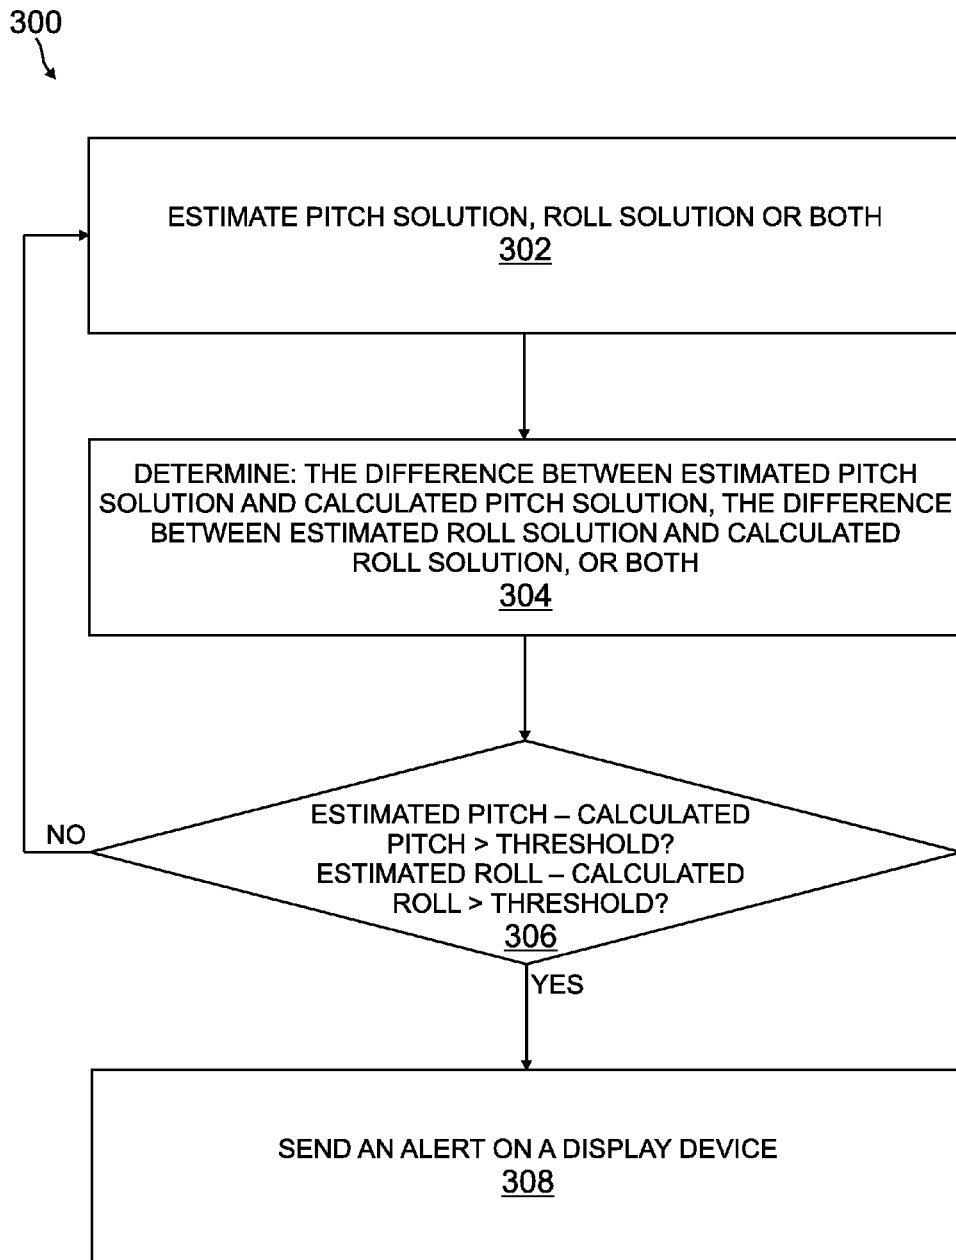 300
ESTIMATE PITCH SOLUTION, ROLL SOLUTION OR BOTH
302
DETERMINE: THE DIFFERENCE BETWEEN ESTIMATED PITCH
SOLUTION AND CALCULATED PITCH SOLUTION, THE DIFFERENCE
BETWEEN ESTIMATED ROLL SOLUTION AND CALCULATED
ROLL SOLUTION, OR BOTH
304
ESTIMATED PITCH – CALCULATED
PITCH > THRESHOLD?
ESTIMATED ROLL – CALCULATED
ROLL > THRESHOLD?
306
NO
YES
SEND AN ALERT ON A DISPLAY DEVICE
308